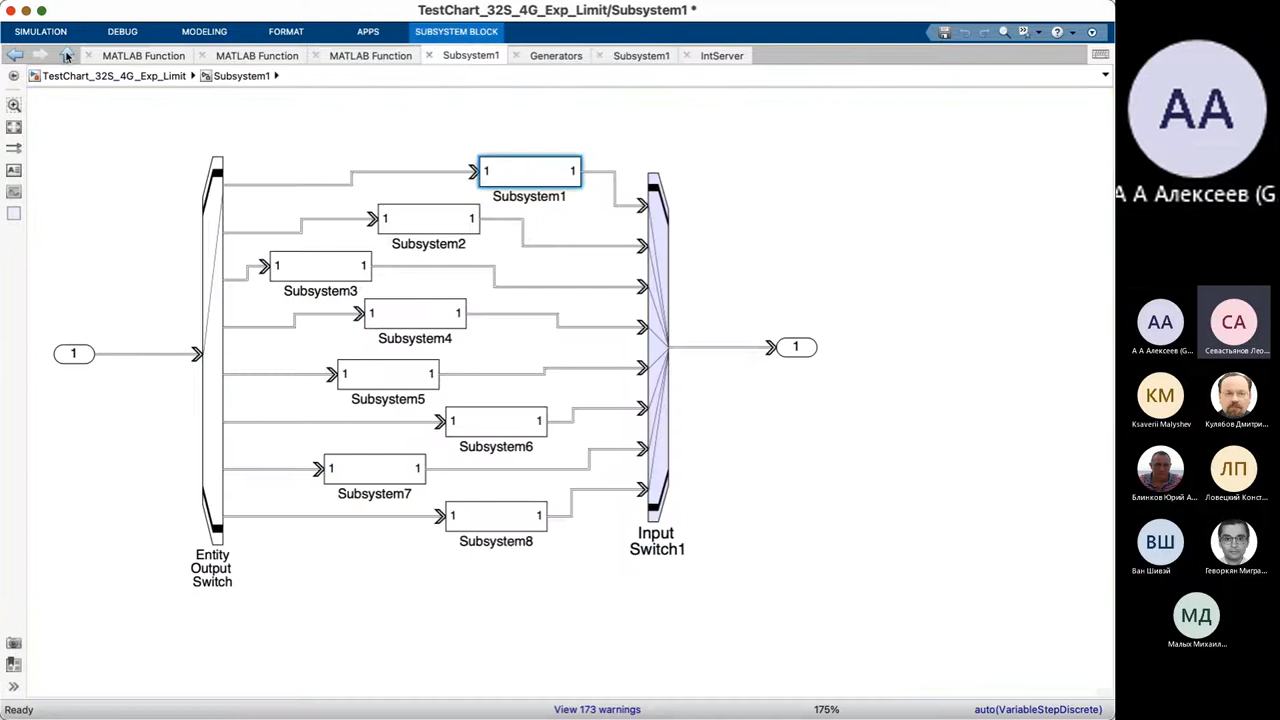 TestChart_32S_4G_Exp_Limit/Subsystem1 *
SIMULATION DEBUG MODELING FORMAT APPS SUBSYSTEM BLOCK
MATLAB Function MATLAB Function MATLAB Function Subsystem1 Generators Subsystem1 IntServer
TestChart_32S_4G_Exp_Limit Subsystem1
1 1
Subsystem1
1 1
Subsystem2
1 1
Subsystem3
1 1
Subsystem4
1 1
1 1
Subsystem5
1 1
Subsystem6
1 1
Subsystem7
1 1
Subsystem8
Entity
Output
Switch
Input
Switch1
Ready View 173 warnings 175% auto(VariableStepDiscrete)
АА
А А Алексеев (G
АА СА
А А Алексеев (G... Севастьянов Лео...
KM
Ksaverii Malyshev Кулябов Дмитри...
ЛП
Блинков Юрий А... Ловецкий Конст...
ВШ
Ван Шивэй Геворкян Мигра...
МД
Малых Михаил...